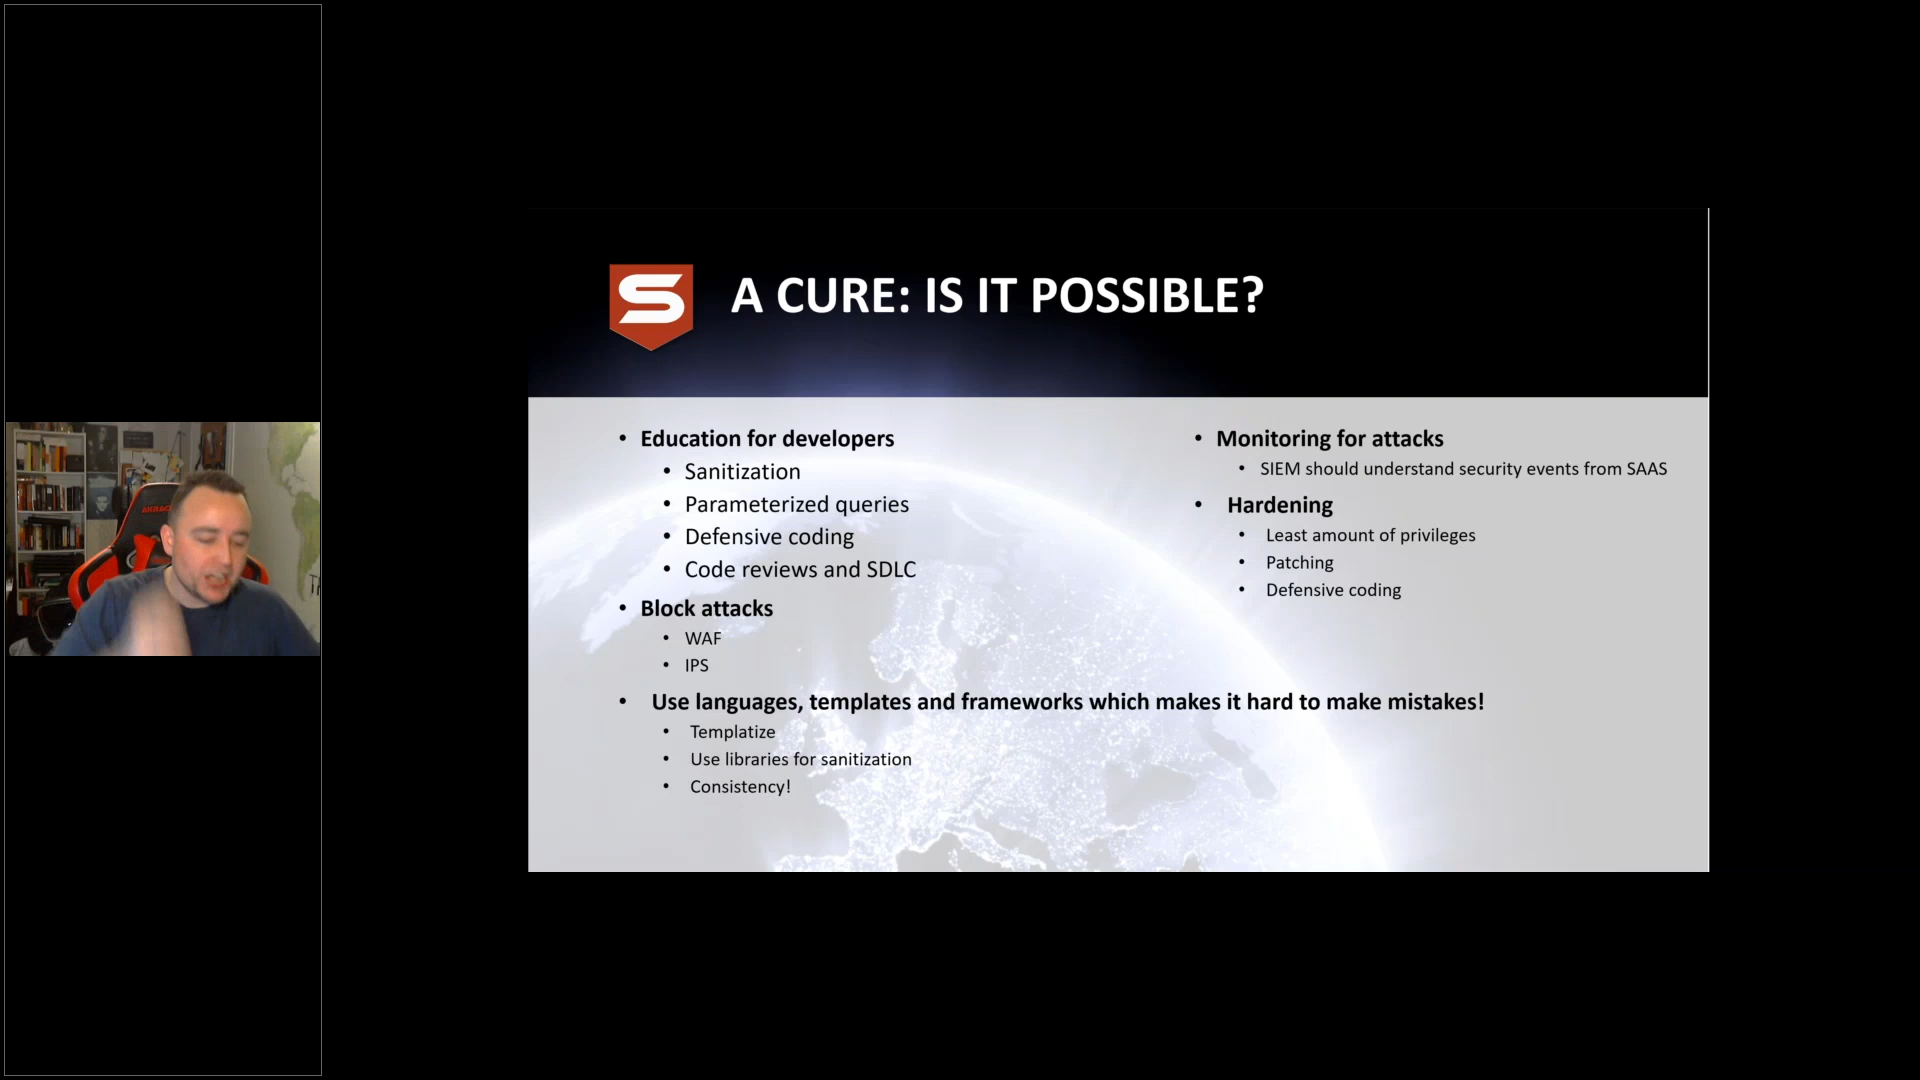 A CURE: IS IT POSSIBLE?
• Education for developers
• Sanitization
• Parameterized queries
• Defensive coding
• Code reviews and SDLC
• Block attacks
• WAF
• IPS
• Use languages, templates and frameworks which makes it hard to make mistakes!
• Templatize
• Use libraries for sanitization
• Consistency!
• Monitoring for attacks
• SIEM should understand security events from SAAS
• Hardening
• Least amount of privileges
• Patching
• Defensive coding